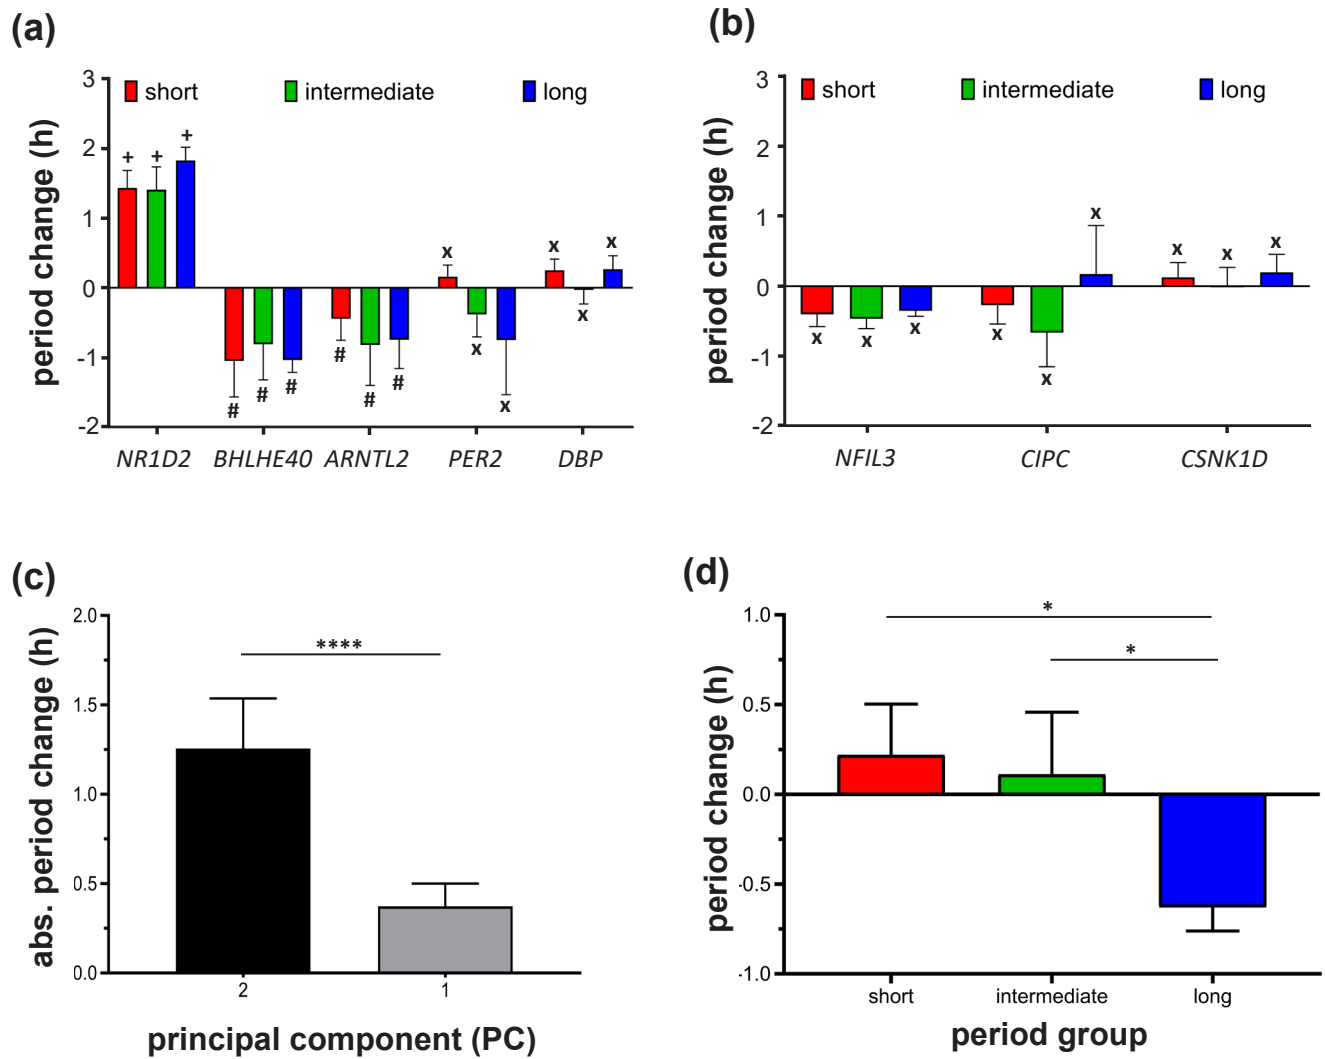 (a)
short intermediate long
period change (h)
3
2
1
0
-1
-2
+ + +
# # #
# # #
x x x
x x x
NR1D2 BHLHE40 ARNTL2 PER2 DBP
(b)
short intermediate long
period change (h)
3
2
1
0
-1
-2
x x x
x x x
x x x
NFIL3 CIPC CSNK1D
(c)
abs. period change (h)
2.0
1.5
1.0
0.5
0.0
****
2 1
principal component (PC)
(d)
period change (h)
1.0
0.5
0.0
-0.5
-1.0
*
*
short intermediate long
period group